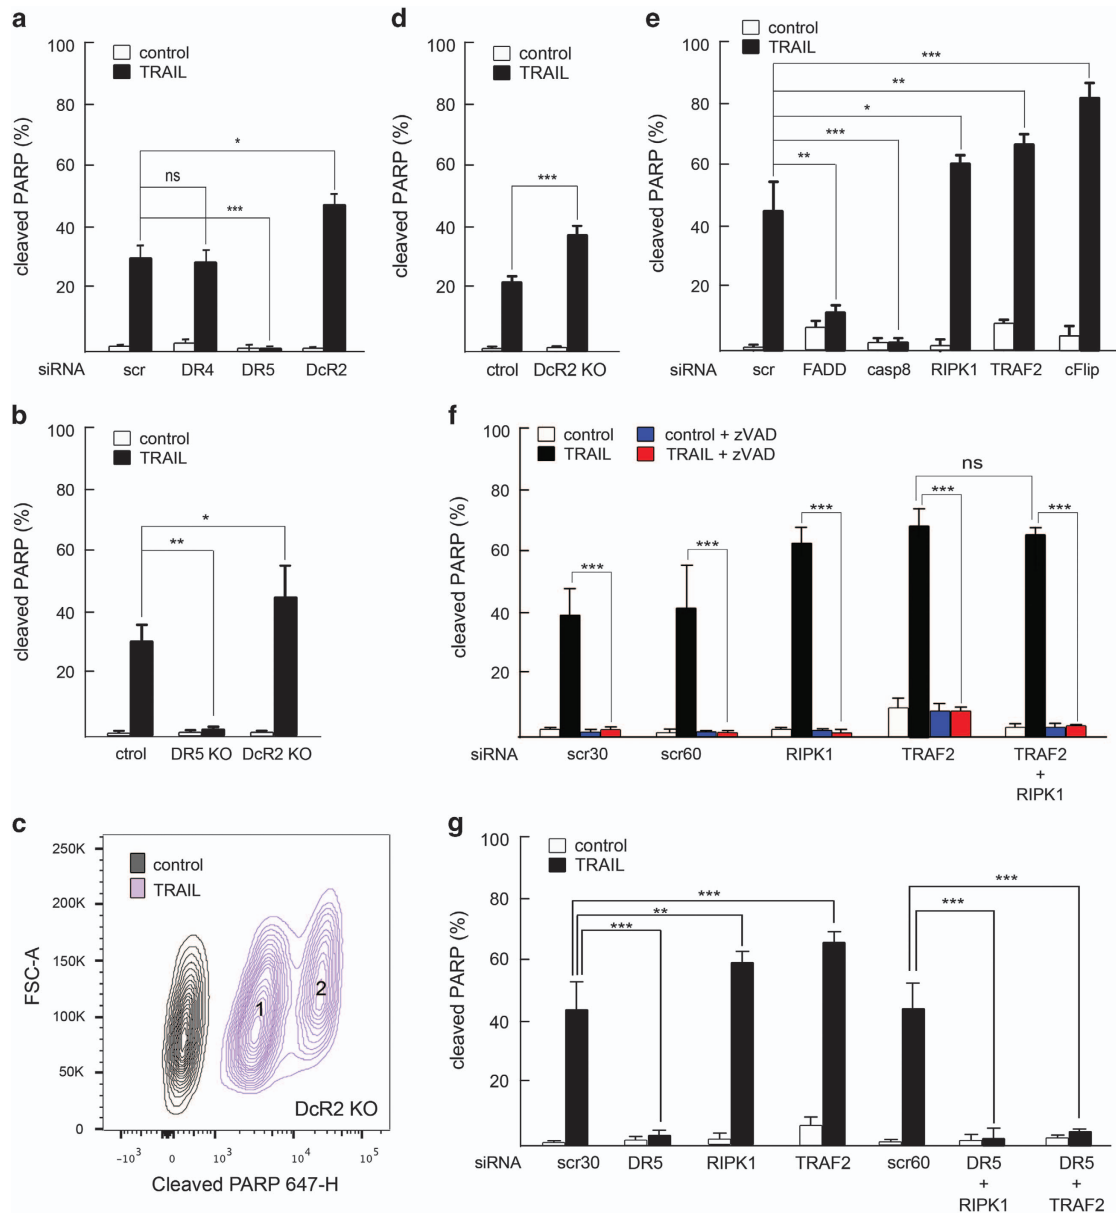 a
100
80
60
40
20
cleaved PARP (%)
control
TRAIL
*
ns
***
siRNA
scr
DR4
DR5
DcR2
d
100
80
60
40
20
cleaved PARP (%)
control
TRAIL
***
ctrol
DcR2 KO
e
100
80
60
40
20
cleaved PARP (%)
control
TRAIL
***
**
*
***
**
siRNA
scr
FADD
casp8
RIPK1
TRAF2
cFlip
b
100
80
60
40
20
cleaved PARP (%)
control
TRAIL
*
**
ctrol
DR5 KO
DcR2 KO
f
100
80
60
40
20
cleaved PARP (%)
control
TRAIL
control + zVAD
TRAIL + zVAD
***
***
***
ns
***
***
siRNA
scr30
scr60
RIPK1
TRAF2
TRAF2
+
RIPK1
c
250K
200K
150K
100K
50K
0
FSC-A
control
TRAIL
1
2
DcR2 KO
-10³
0
10³
10⁴
10⁵
Cleaved PARP 647-H
g
100
80
60
40
20
cleaved PARP (%)
control
TRAIL
***
**
***
***
***
siRNA
scr30
DR5
RIPK1
TRAF2
scr60
DR5
+
RIPK1
DR5
+
TRAF2